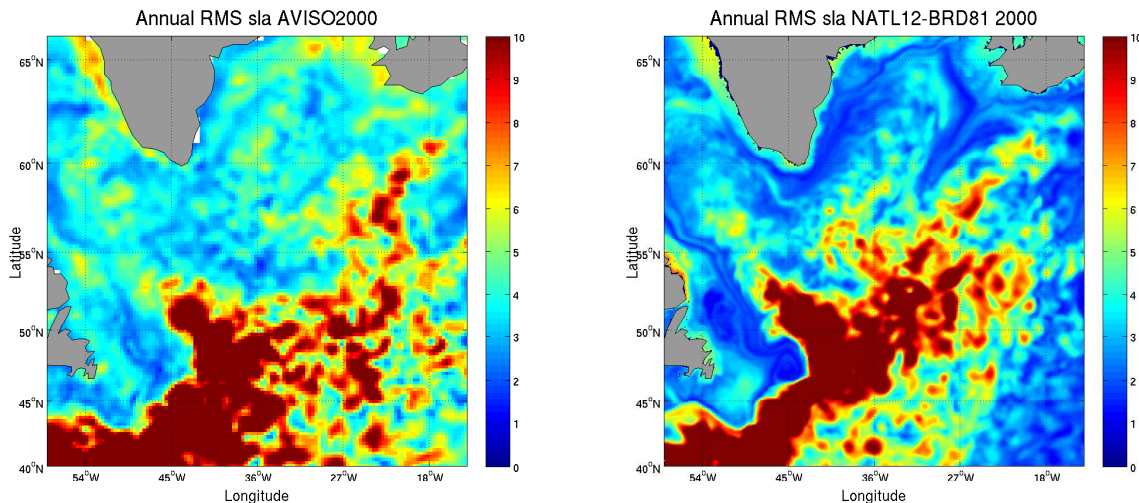 Annual RMS sla AVISO2000
10
9
8
7
6
5
4
3
2
1
0
65°N
60°N
55°N
50°N
45°N
40°N
Latitude
54°W
45°W
36°W
27°W
18°W
Longitude
Annual RMS sla NATL12-BRD81 2000
10
9
8
7
6
5
4
3
2
1
0
65°N
60°N
55°N
50°N
45°N
40°N
Latitude
54°W
45°W
36°W
27°W
18°W
Longitude